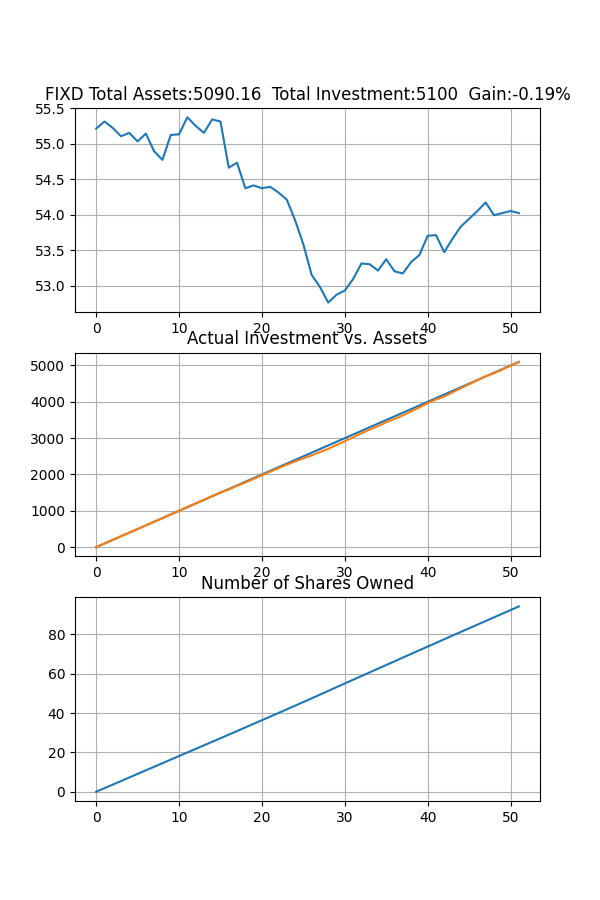 FIXD Total Assets:5090.16  Total Investment:5100  Gain:-0.19%
55.5
55.0
54.5
54.0
53.5
53.0
0 10 20 30 40 50
Actual Investment vs. Assets
5000
4000
3000
2000
1000
0
0 10 20 30 40 50
Number of Shares Owned
80
60
40
20
0
0 10 20 30 40 50